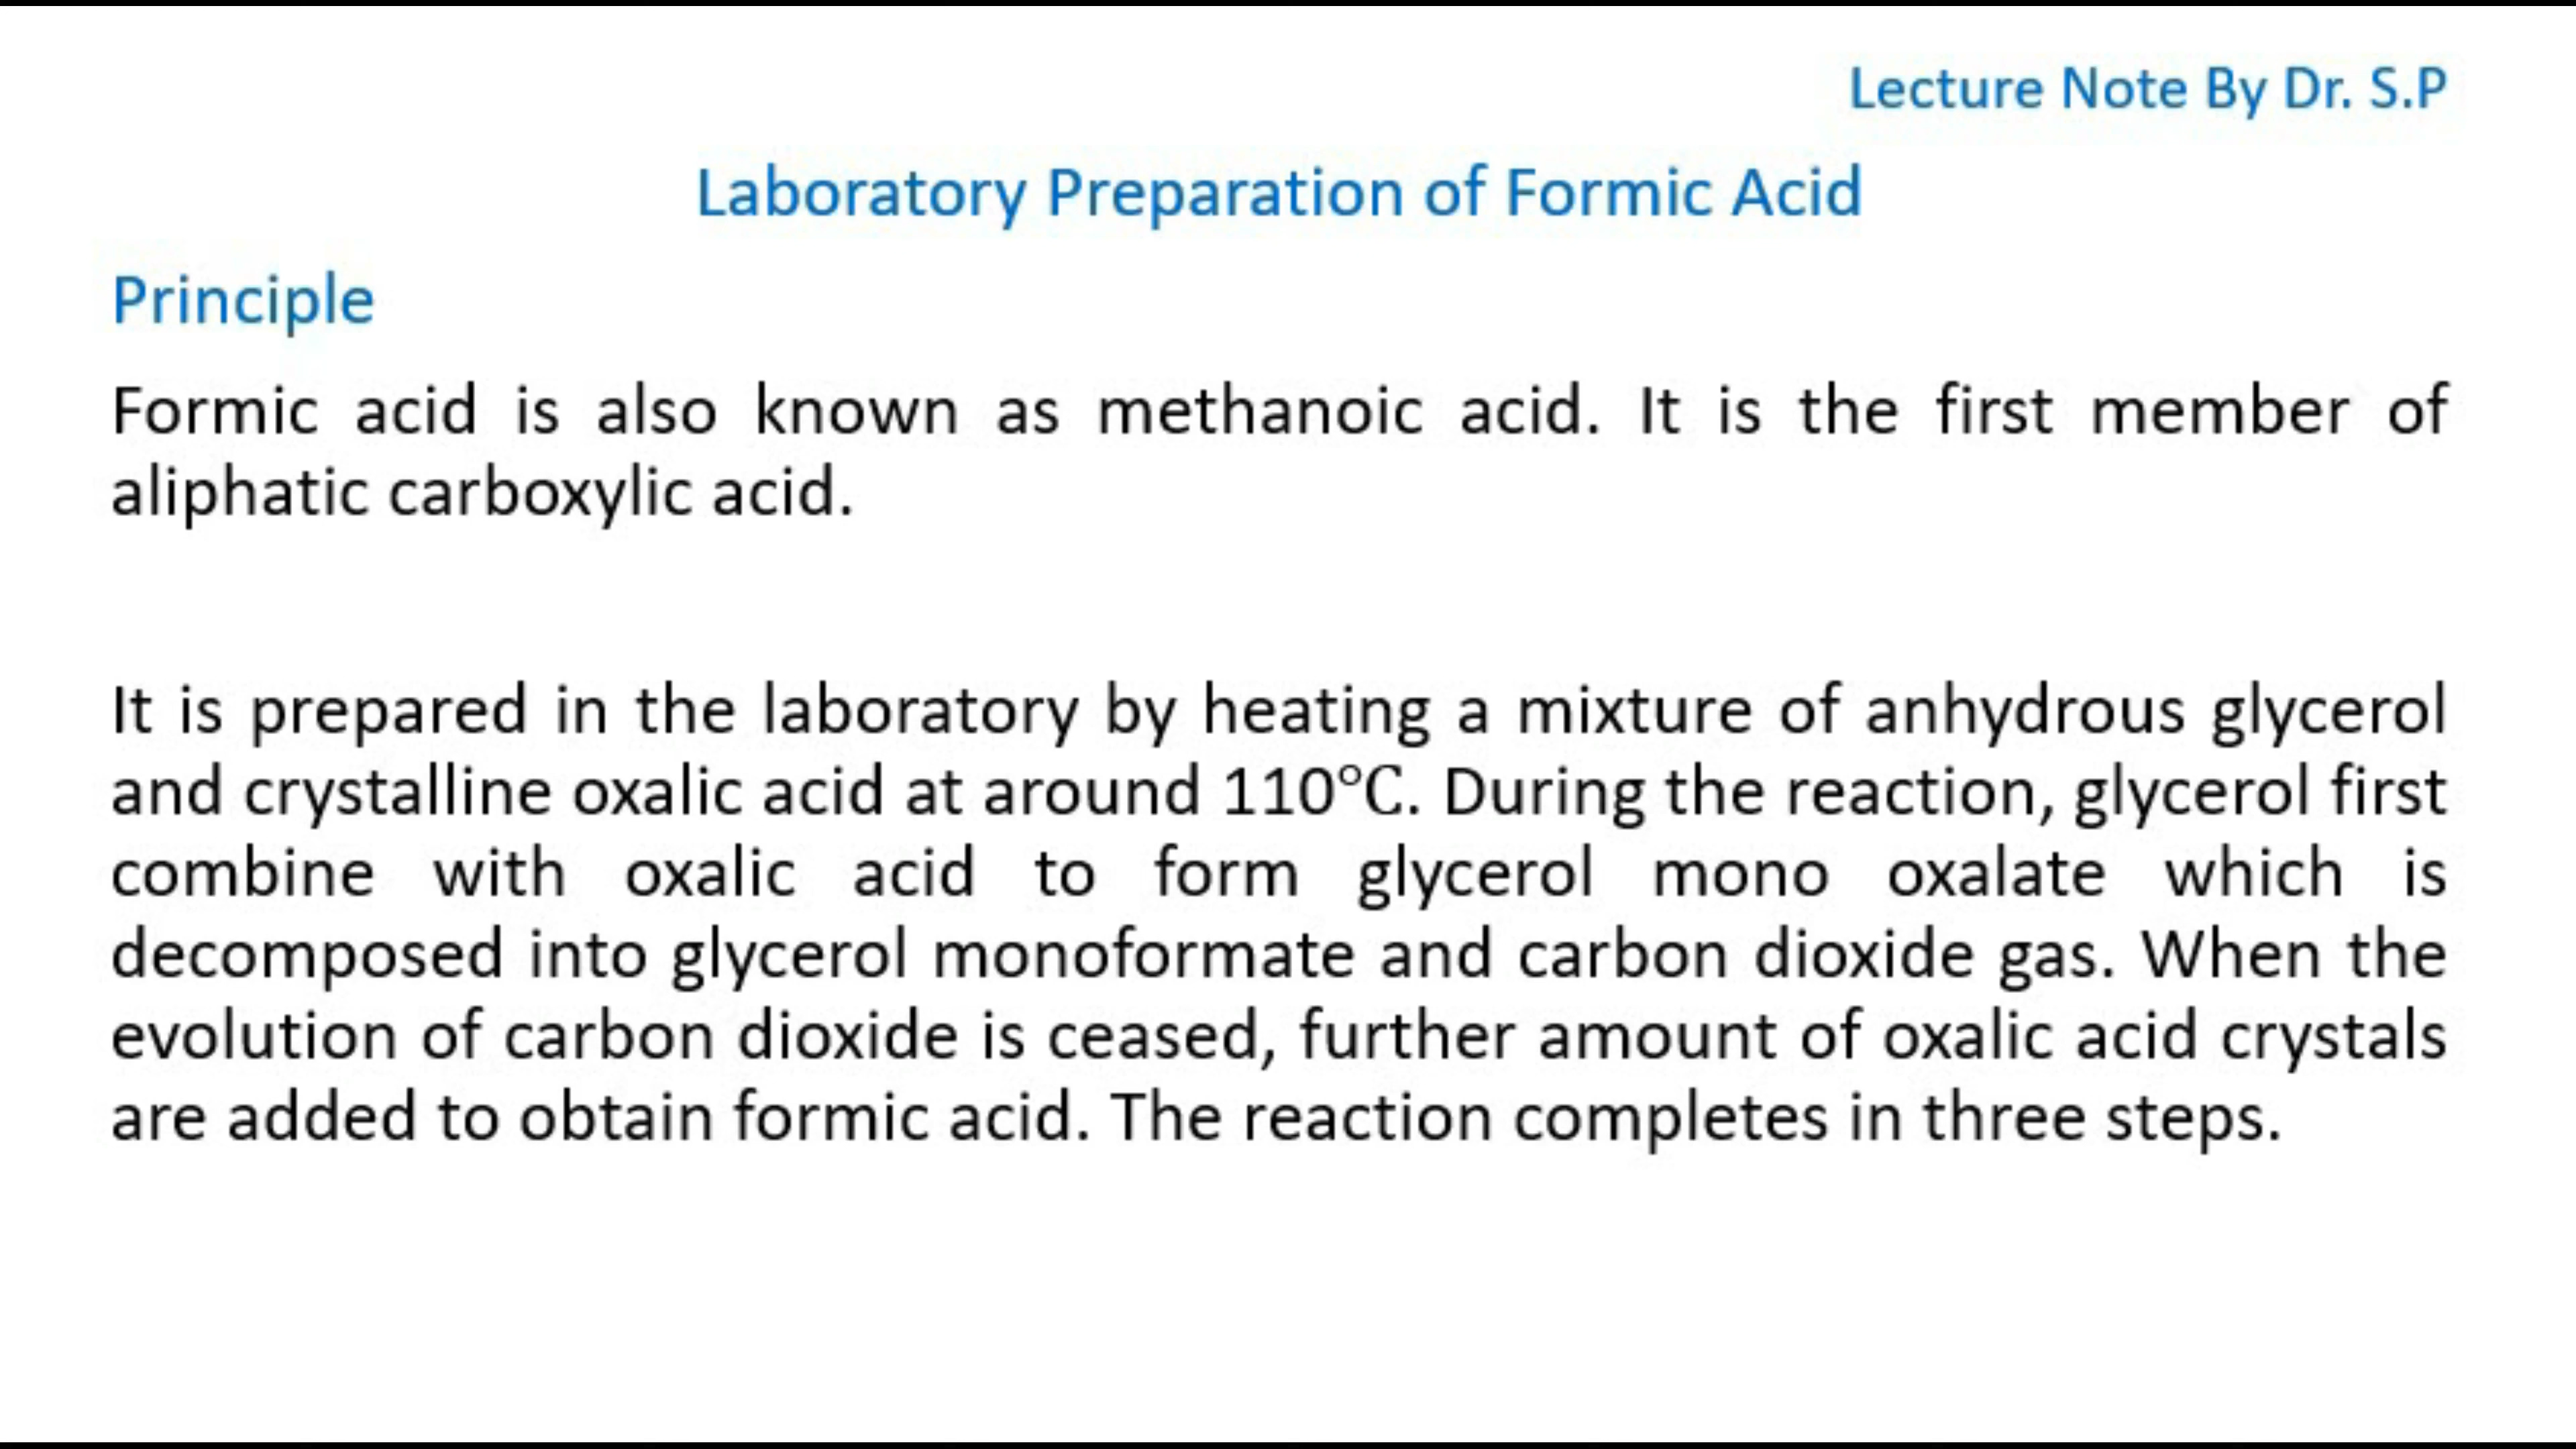 Lecture Note By Dr. S.P
Laboratory Preparation of Formic Acid
Principle
Formic acid is also known as methanoic acid. It is the first member of
aliphatic carboxylic acid.
It is prepared in the laboratory by heating a mixture of anhydrous glycerol
and crystalline oxalic acid at around 110°C. During the reaction, glycerol first
combine with oxalic acid to form glycerol mono oxalate which is
decomposed into glycerol monoformate and carbon dioxide gas. When the
evolution of carbon dioxide is ceased, further amount of oxalic acid crystals
are added to obtain formic acid. The reaction completes in three steps.